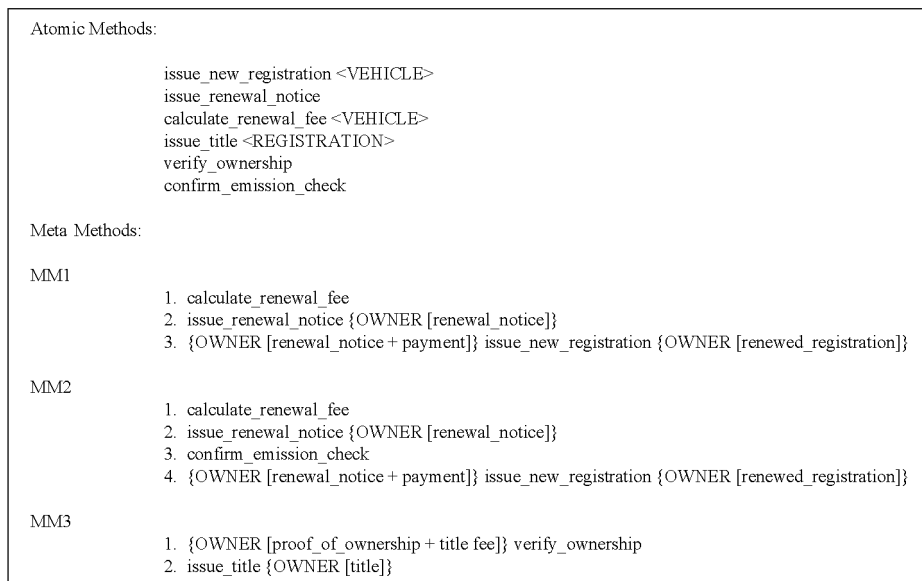 Atomic Methods:
issue_new_registration <VEHICLE>
issue_renewal_notice
calculate_renewal_fee <VEHICLE>
issue_title <REGISTRATION>
verify_ownership
confirm_emission_check
Meta Methods:
MM1
1. calculate_renewal_fee
2. issue_renewal_notice {OWNER [renewal_notice]}
3. {OWNER [renewal_notice + payment]} issue_new_registration {OWNER [renewed_registration]}
MM2
1. calculate_renewal_fee
2. issue_renewal_notice {OWNER [renewal_notice]}
3. confirm_emission_check
4. {OWNER [renewal_notice + payment]} issue_new_registration {OWNER [renewed_registration]}
MM3
1. {OWNER [proof_of_ownership + title fee]} verify_ownership
2. issue_title {OWNER [title]}